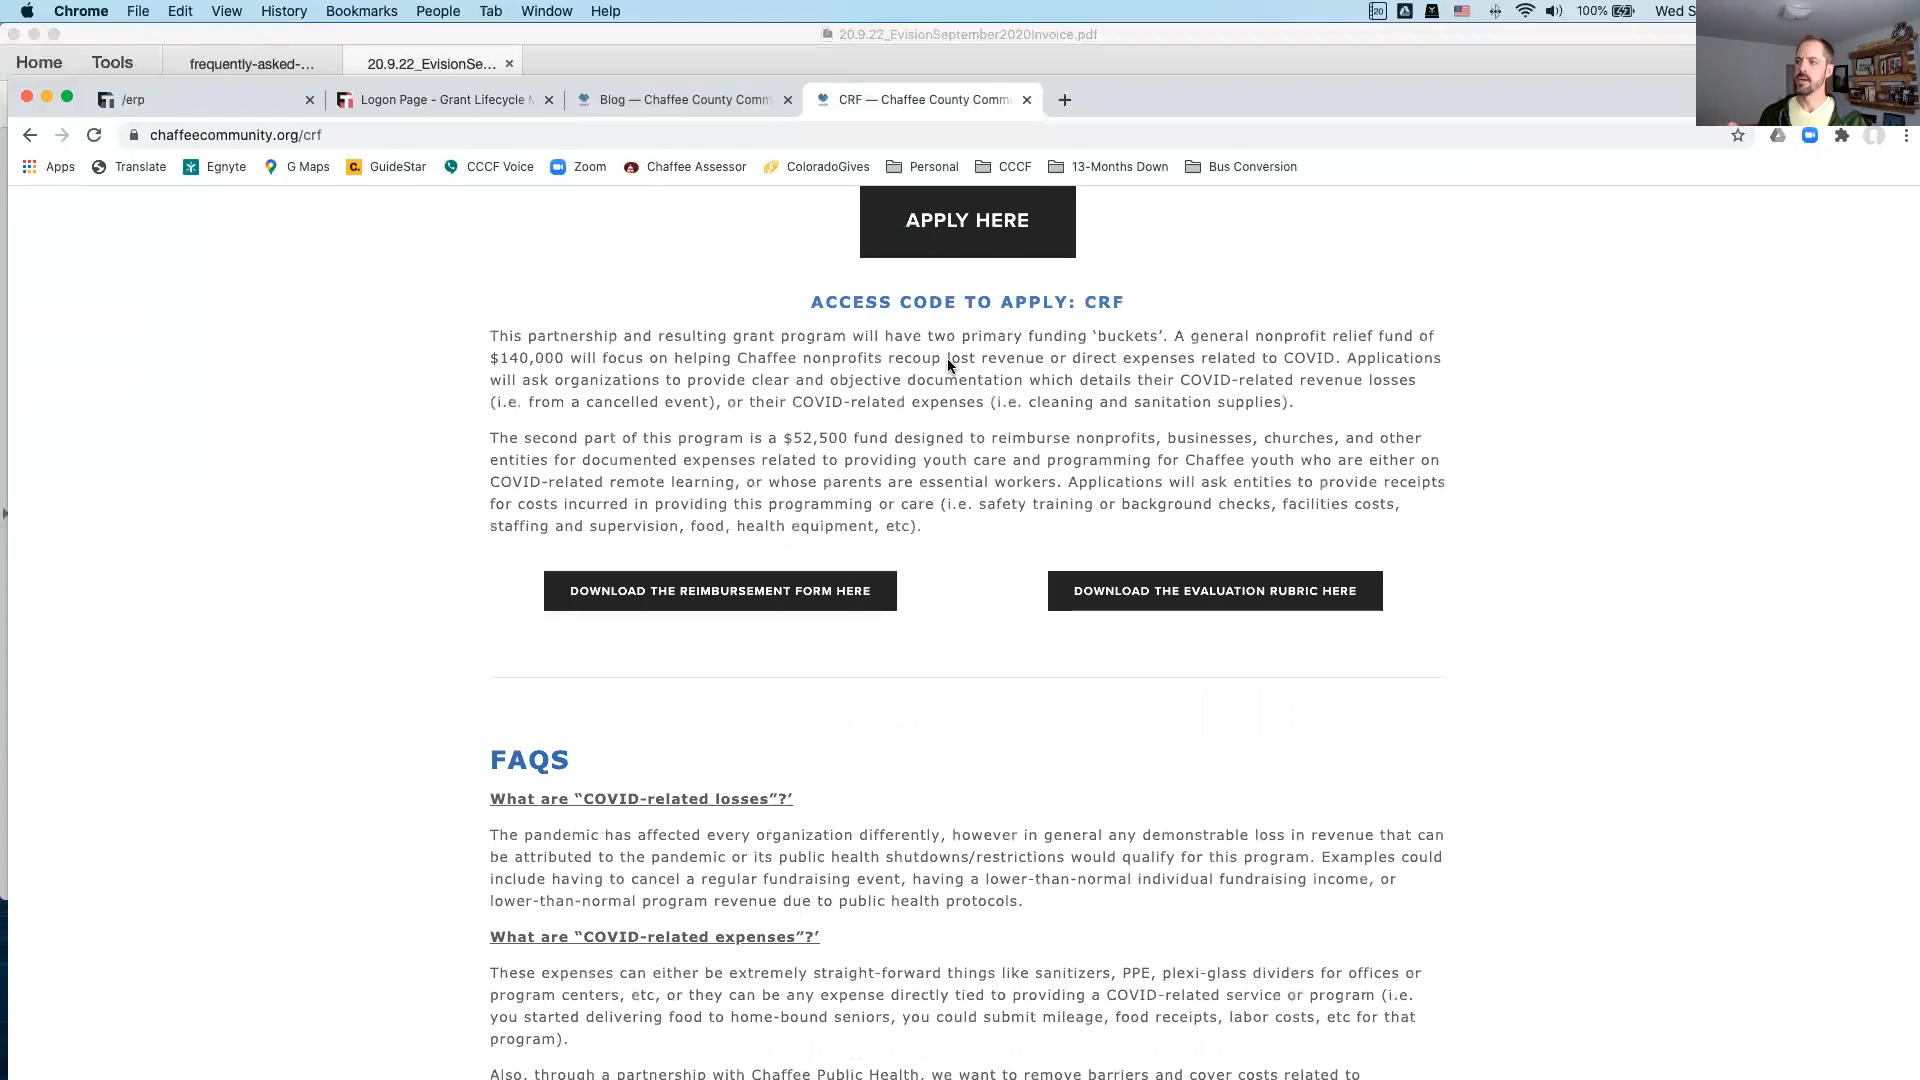 Chrome File Edit View History Bookmarks People Tab Window Help 20 100% Wed S
20.9.22_EvisionSeptember2020Invoice.pdf
Home Tools frequently-asked-... 20.9.22_EvisionSe... ×
/erp × Logon Page - Grant Lifecycle × Blog — Chaffee County Comm × CRF — Chaffee County Commu × +
chaffeecommunity.org/crf
Apps Translate Egnyte G Maps GuideStar CCCF Voice Zoom Chaffee Assessor ColoradoGives Personal CCCF 13-Months Down Bus Conversion
APPLY HERE
ACCESS CODE TO APPLY: CRF
This partnership and resulting grant program will have two primary funding ‘buckets’. A general nonprofit relief fund of
$140,000 will focus on helping Chaffee nonprofits recoup lost revenue or direct expenses related to COVID. Applications
will ask organizations to provide clear and objective documentation which details their COVID-related revenue losses
(i.e. from a cancelled event), or their COVID-related expenses (i.e. cleaning and sanitation supplies).
The second part of this program is a $52,500 fund designed to reimburse nonprofits, businesses, churches, and other
entities for documented expenses related to providing youth care and programming for Chaffee youth who are either on
COVID-related remote learning, or whose parents are essential workers. Applications will ask entities to provide receipts
for costs incurred in providing this programming or care (i.e. safety training or background checks, facilities costs,
staffing and supervision, food, health equipment, etc).
DOWNLOAD THE REIMBURSEMENT FORM HERE DOWNLOAD THE EVALUATION RUBRIC HERE
FAQS
What are “COVID-related losses”?’
The pandemic has affected every organization differently, however in general any demonstrable loss in revenue that can
be attributed to the pandemic or its public health shutdowns/restrictions would qualify for this program. Examples could
include having to cancel a regular fundraising event, having a lower-than-normal individual fundraising income, or
lower-than-normal program revenue due to public health protocols.
What are “COVID-related expenses”?’
These expenses can either be extremely straight-forward things like sanitizers, PPE, plexi-glass dividers for offices or
program centers, etc, or they can be any expense directly tied to providing a COVID-related service or program (i.e.
you started delivering food to home-bound seniors, you could submit mileage, food receipts, labor costs, etc for that
program).
Also, through a partnership with Chaffee Public Health, we want to remove barriers and cover costs related to